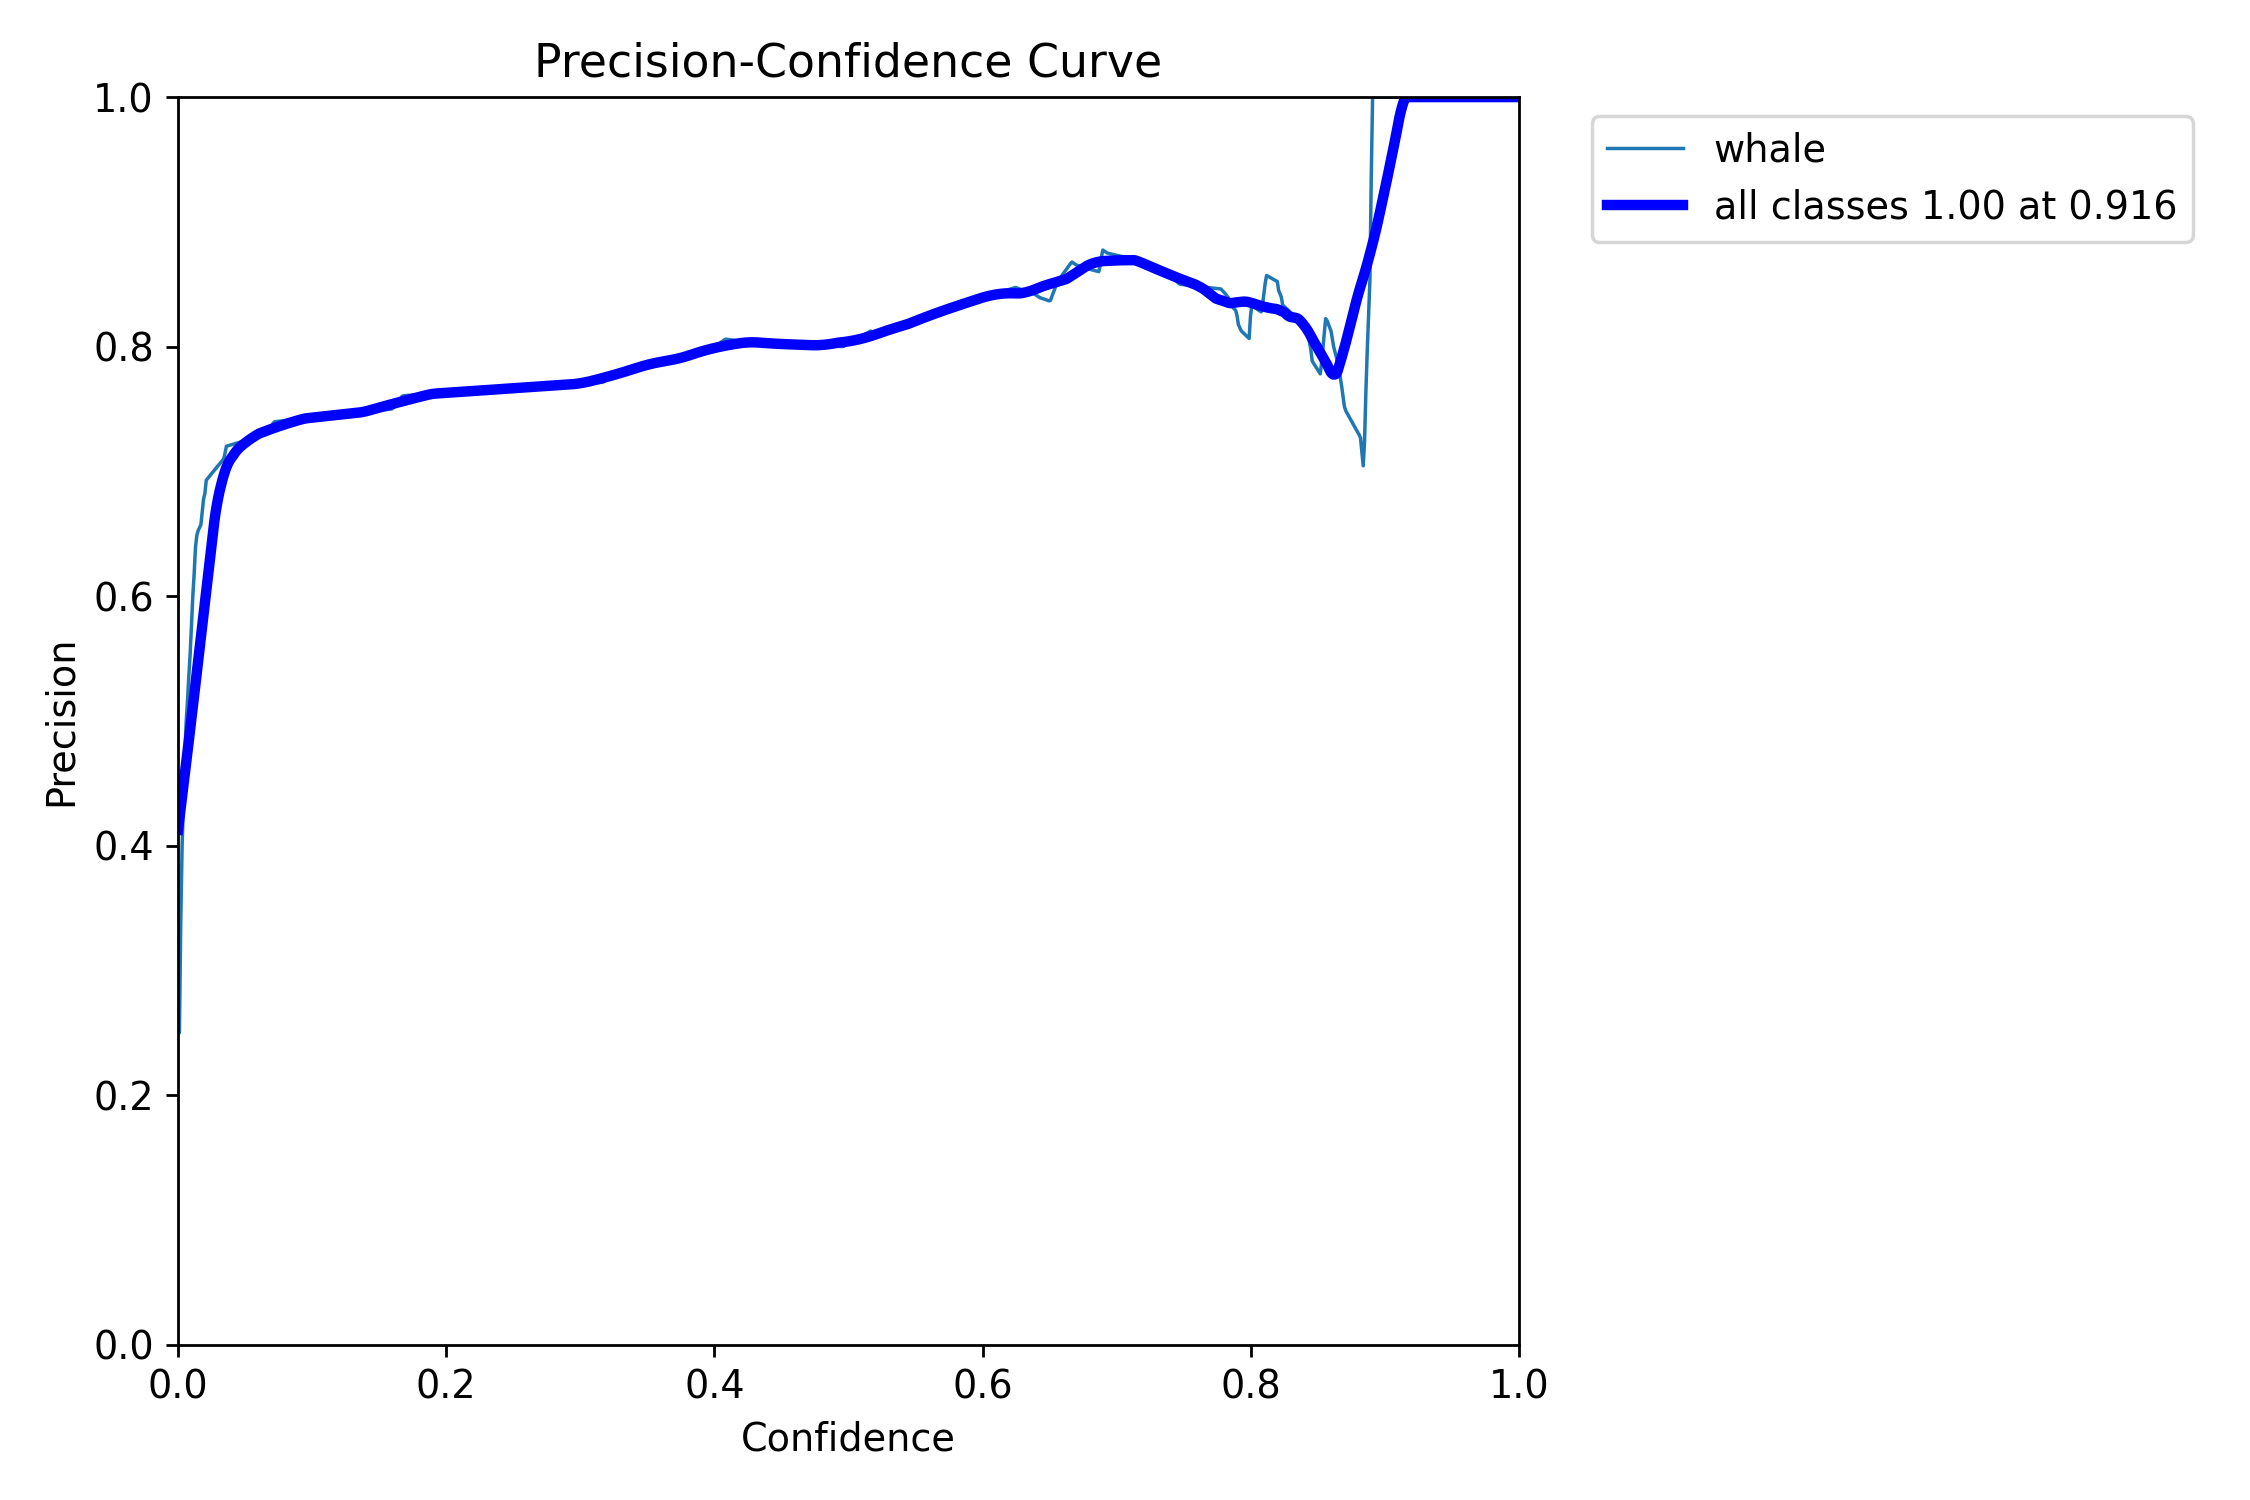 Precision-Confidence Curve
1.0
0.8
0.6
0.4
0.2
0.0
Precision
0.0 0.2 0.4 0.6 0.8 1.0
Confidence
whale
all classes 1.00 at 0.916